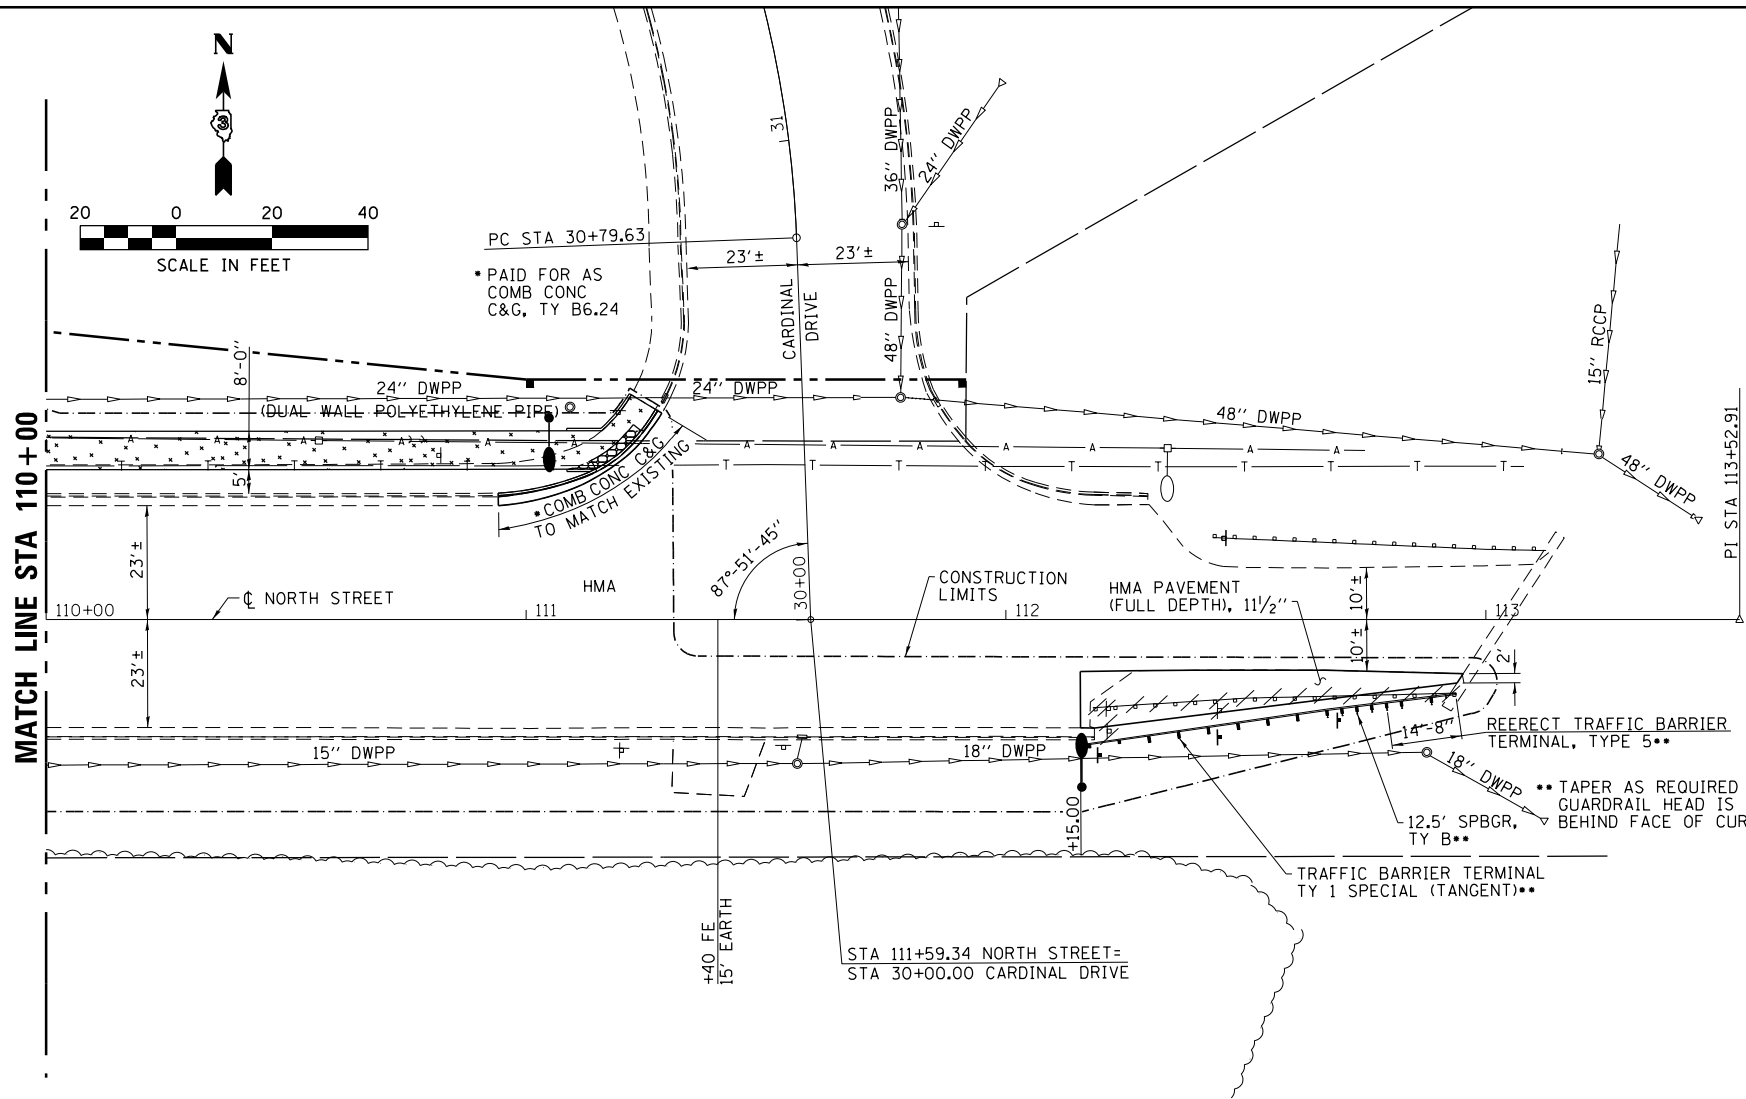 N
3
20 0 20 40
SCALE IN FEET
MATCH LINE STA 110+00
PC STA 30+79.63
* PAID FOR AS
COMB CONC
C&G, TY B6.24
31
23'±
23'±
CARDINAL
DRIVE
36'' DWPP
24'' DWPP
48'' DWPP
15'' RCCP
PI STA 113+52.91
8'-0''
24'' DWPP
24'' DWPP
(DUAL WALL POLYETHYLENE PIPE)
48'' DWPP
48'' DWPP
A A A A A A A A A A A
T T T T T T T T T T T T T
5'
*COMB CONC C&G
TO MATCH EXISTING
23'±
87°-51'-45''
HMA
30+00
CONSTRUCTION
LIMITS
HMA PAVEMENT
(FULL DEPTH), 11 1/2''
10'±
110+00
℄ NORTH STREET
111
112
113
23'±
10'±
2'
15'' DWPP
18'' DWPP
14'-8''
REERECT TRAFFIC BARRIER
TERMINAL, TYPE 5**
18'' DWPP
** TAPER AS REQUIRED
GUARDRAIL HEAD IS
BEHIND FACE OF CUR
+15.00
12.5' SPBGR,
TY B**
TRAFFIC BARRIER TERMINAL
TY 1 SPECIAL (TANGENT)**
+40 FE
15' EARTH
STA 111+59.34 NORTH STREET=
STA 30+00.00 CARDINAL DRIVE